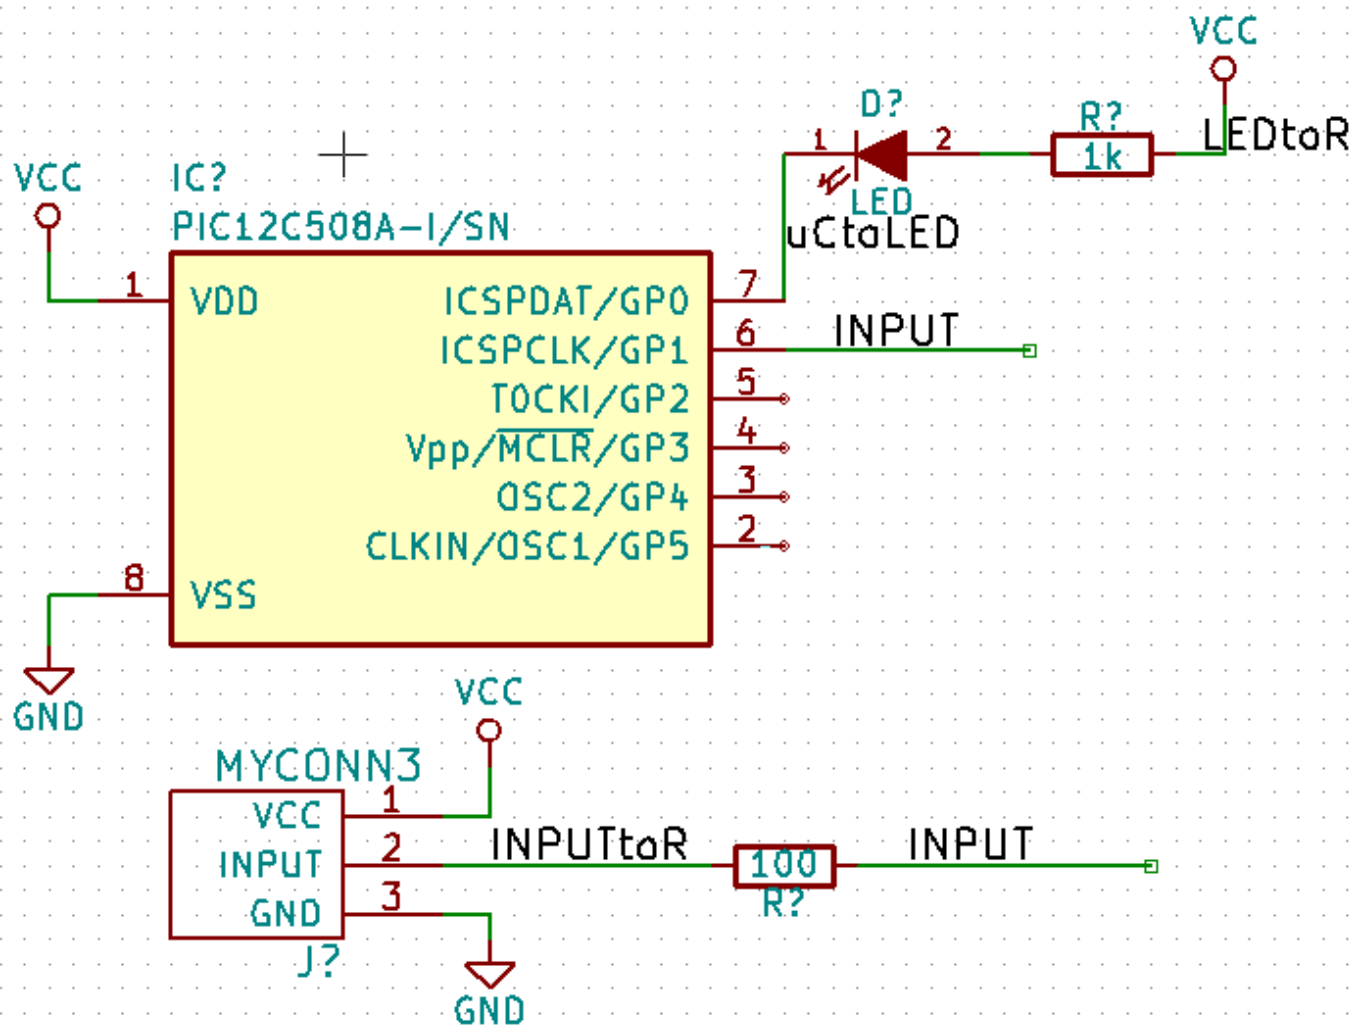 VCC
D?
R?
LEDtoR
1
2
1k
VCC
IC?
LED
PIC12C508A-I/SN
uCtoLED
1
VDD
ICSPDAT/GP0
7
ICSPCLK/GP1
6
INPUT
T0CKI/GP2
5
Vpp/MCLR/GP3
4
OSC2/GP4
3
CLKIN/OSC1/GP5
2
8
VSS
GND
VCC
MYCONN3
VCC
1
INPUT
2
INPUTtoR
100
INPUT
GND
3
R?
J?
GND